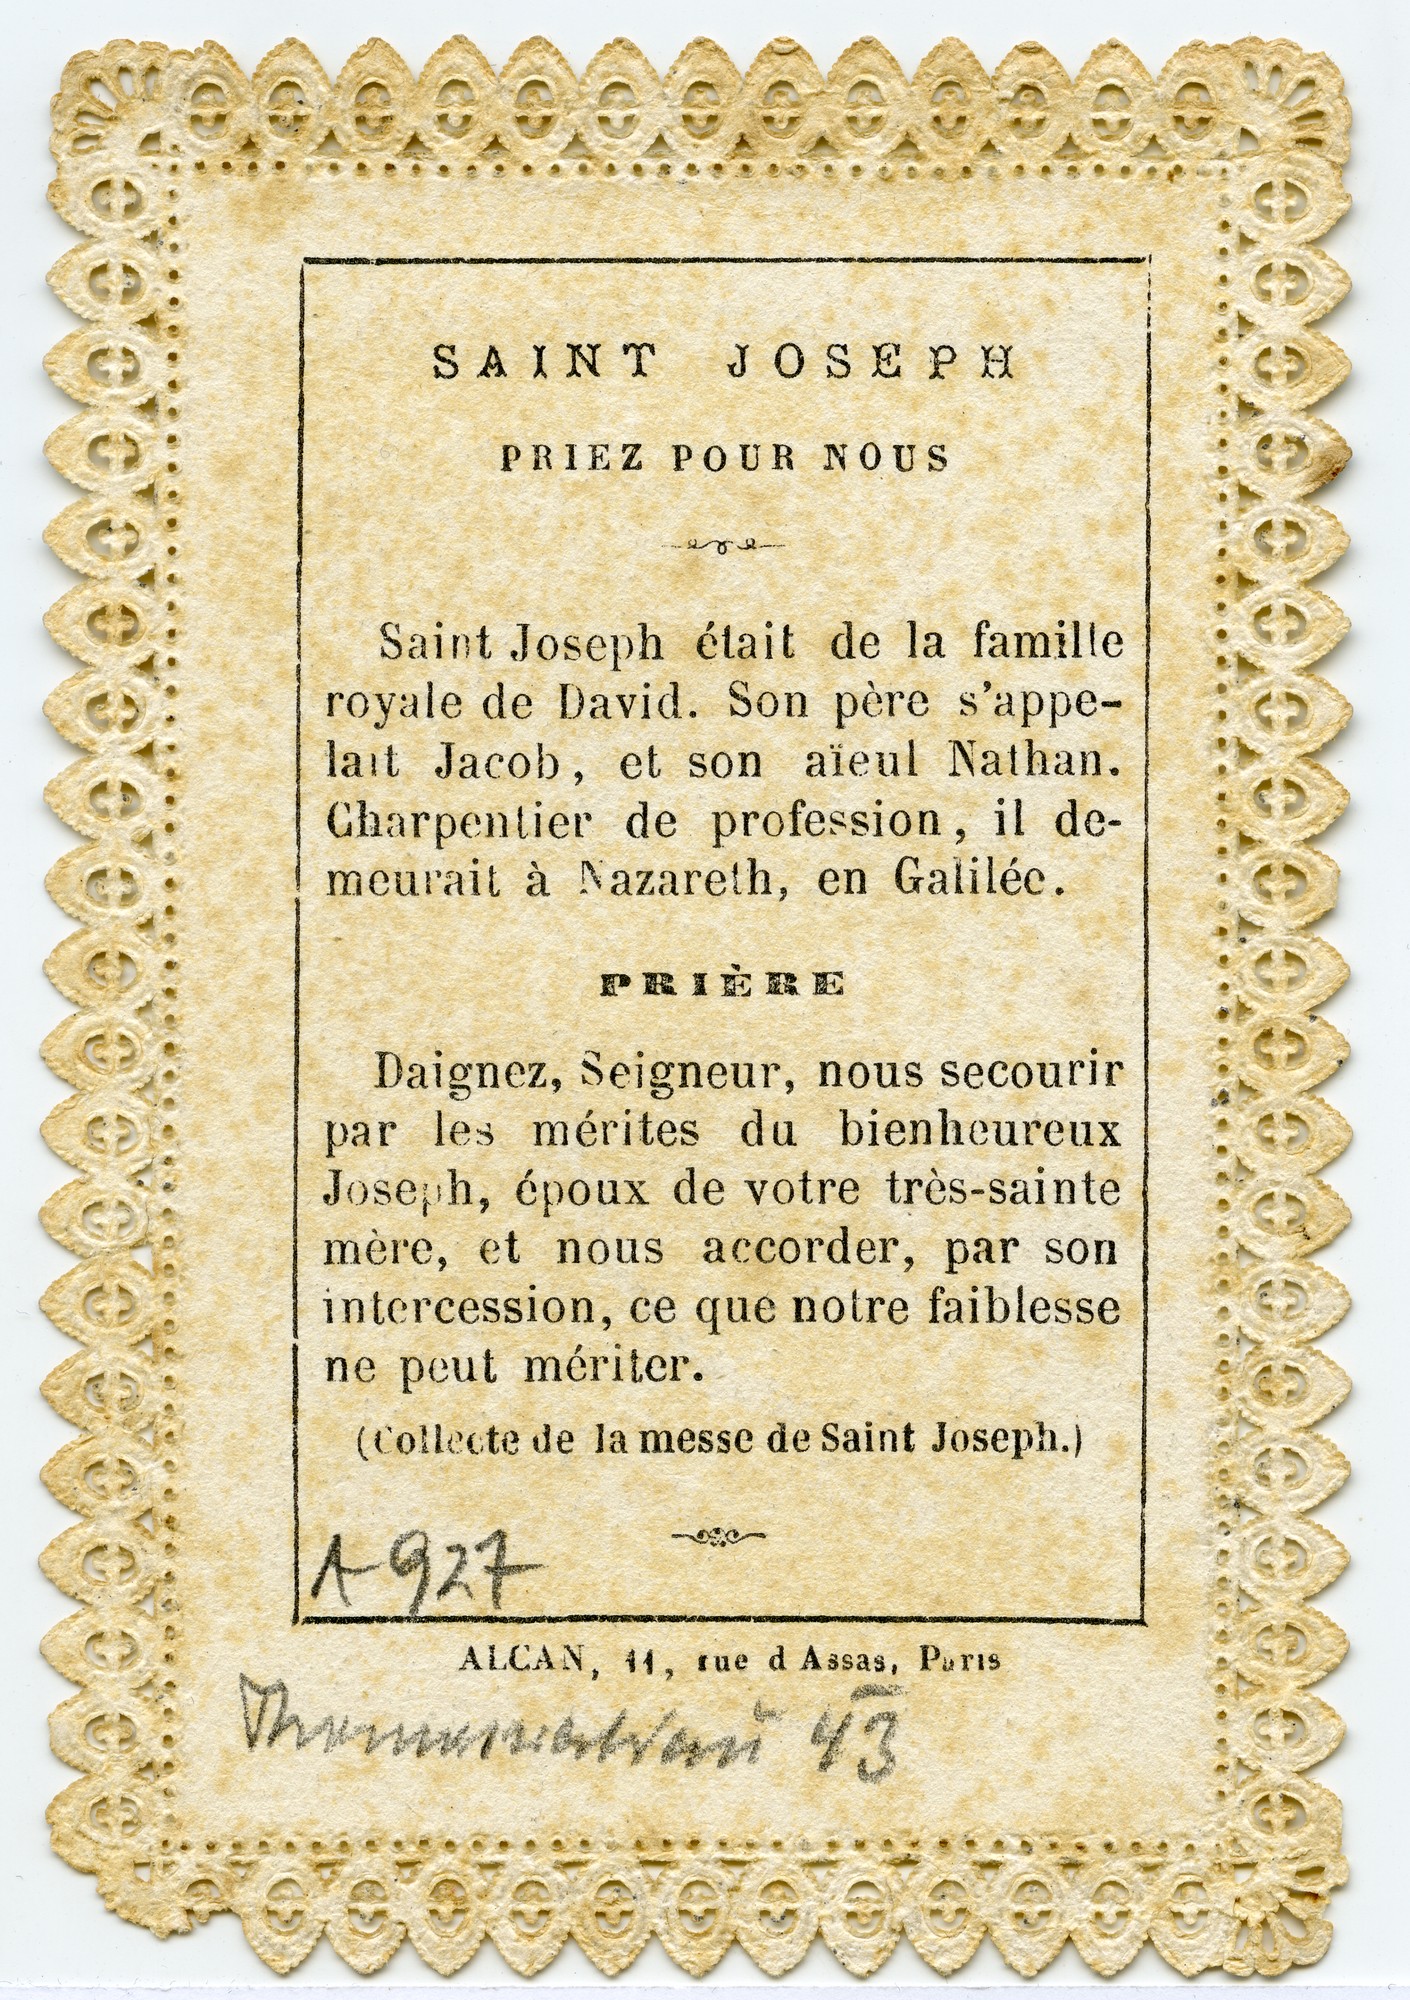 SAINT JOSEPH
PRIEZ POUR NOUS
Saint Joseph était de la famille
royale de David. Son père s'appe-
lait Jacob, et son aïeul Nathan.
Charpentier de profession, il de-
meurait à Nazareth, en Galilée.
PRIÈRE
Daignez, Seigneur, nous secourir
par les mérites du bienheureux
Joseph, époux de votre très-sainte
mère, et nous accorder, par son
intercession, ce que notre faiblesse
ne peut mériter.
(Collecte de la messe de Saint Joseph.)
A 927
ALCAN, 11, rue d'Assas, Paris
43